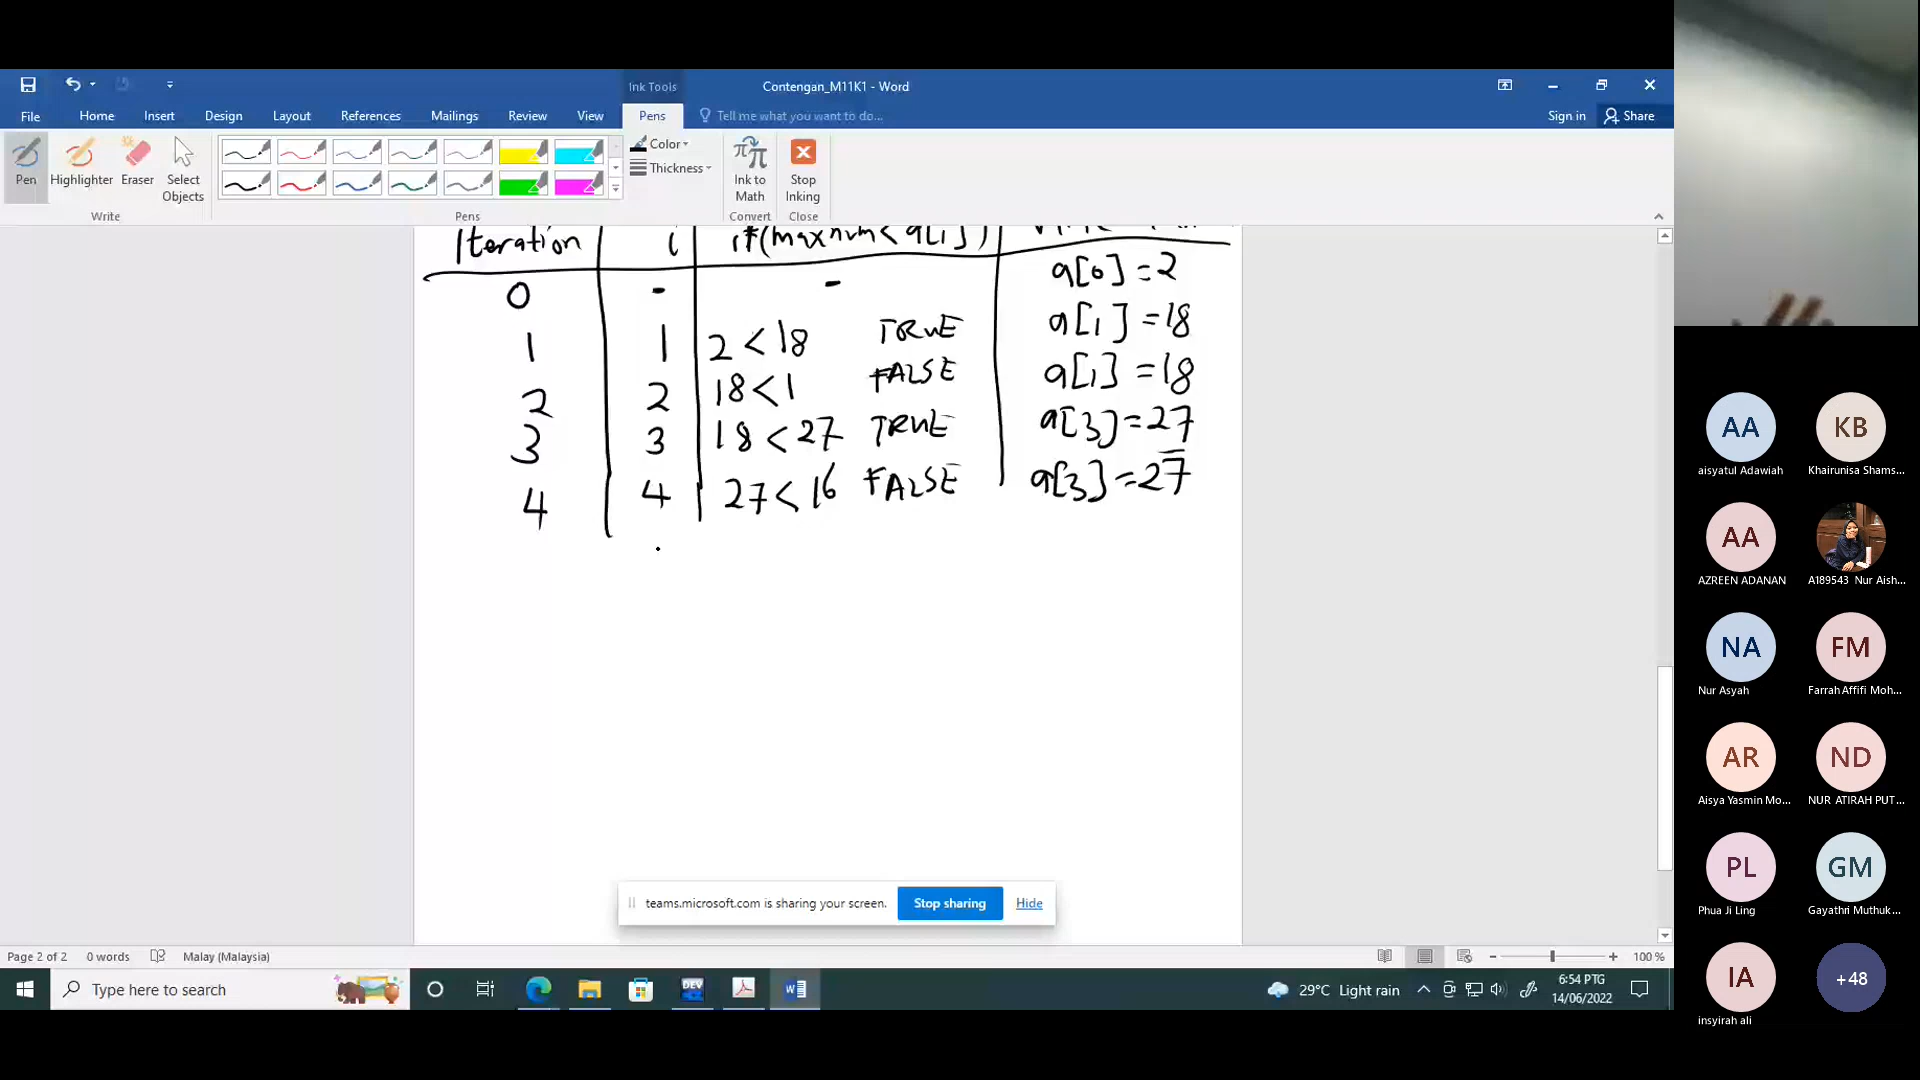 Ink Tools
Contengan_M11K1 - Word
File Home Insert Design Layout References Mailings Review View Pens Tell me what you want to do... Sign in Share
Pen Highlighter Eraser Select Objects
Color
Thickness
Ink to Math
Stop Inking
Write Pens Convert Close
Iteration i if(maxnum<a[i])
0 - - a[0]=2
1 1 2<18 TRUE a[1]=18
2 2 18<1 FALSE a[1]=18
3 3 18<27 TRUE a[3]=27
4 4 27<16 FALSE a[3]=27
teams.microsoft.com is sharing your screen. Stop sharing Hide
Page 2 of 2 0 words Malay (Malaysia) 100 %
Type here to search
DEV
29°C Light rain
6:54 PTG
14/06/2022
AA KB
aisyatul Adawiah Khairunisa Shams...
AA
AZREEN ADANAN A189543 Nur Aish...
NA FM
Nur Asyah Farrah Affifi Moh...
AR ND
Aisya Yasmin Mo... NUR ATIRAH PUT...
PL GM
Phua Ji Ling Gayathri Muthuk...
IA +48
insyirah ali